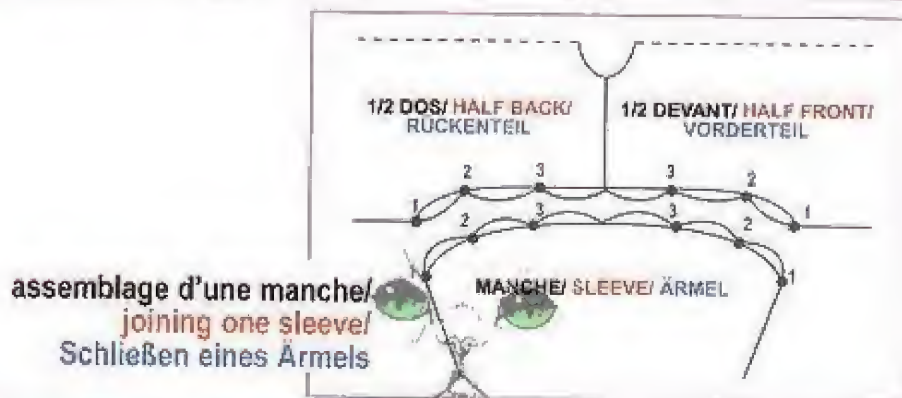 1/2 DOS/ HALF BACK/
RÜCKENTEIL
1/2 DEVANT/ HALF FRONT/
VORDERTEIL
2 3 3 2
1 1
2 3 3 2
1
MANCHE/ SLEEVE/ ÄRMEL
assemblage d'une manche/
joining one sleeve/
Schließen eines Ärmels